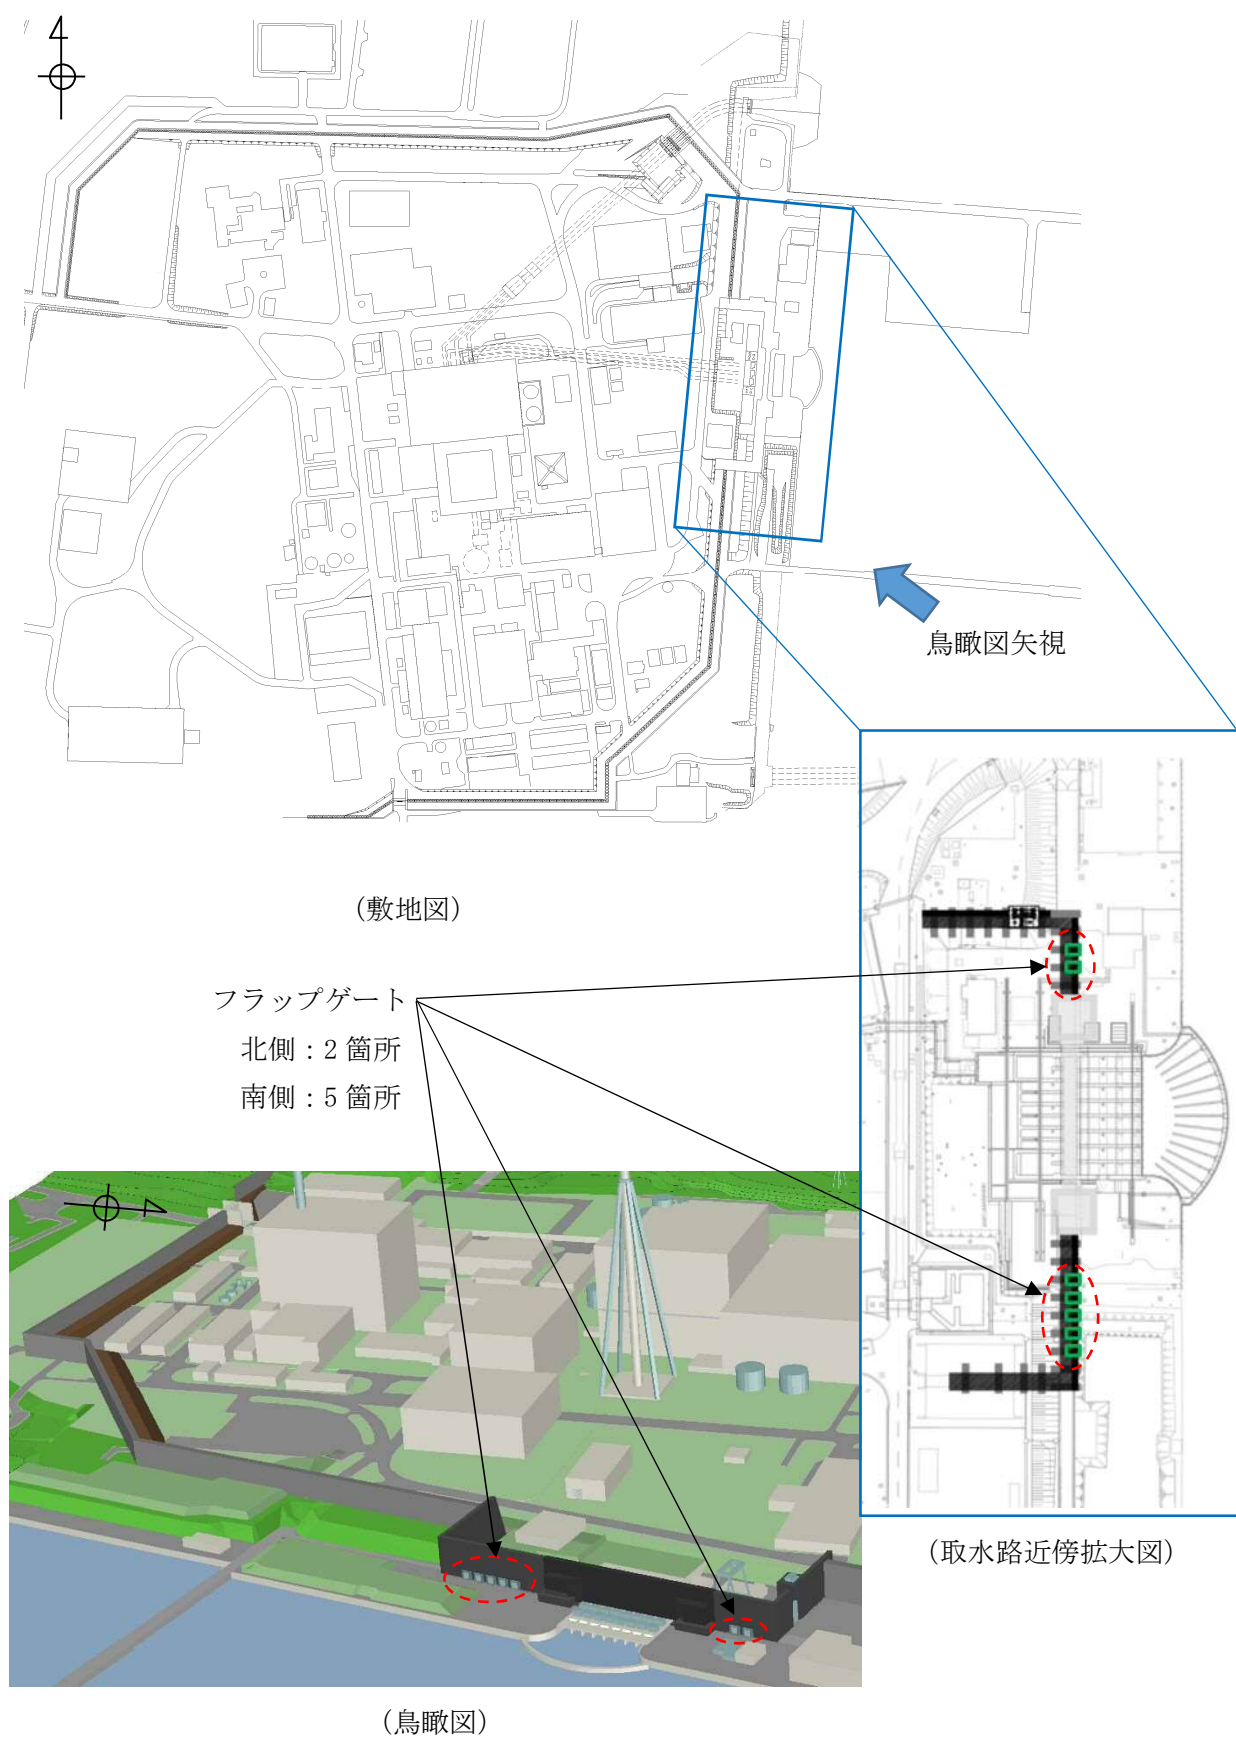 鳥瞰図矢視
（敷地図）
フラップゲート
北側：2 箇所
南側：5 箇所
（取水路近傍拡大図）
（鳥瞰図）